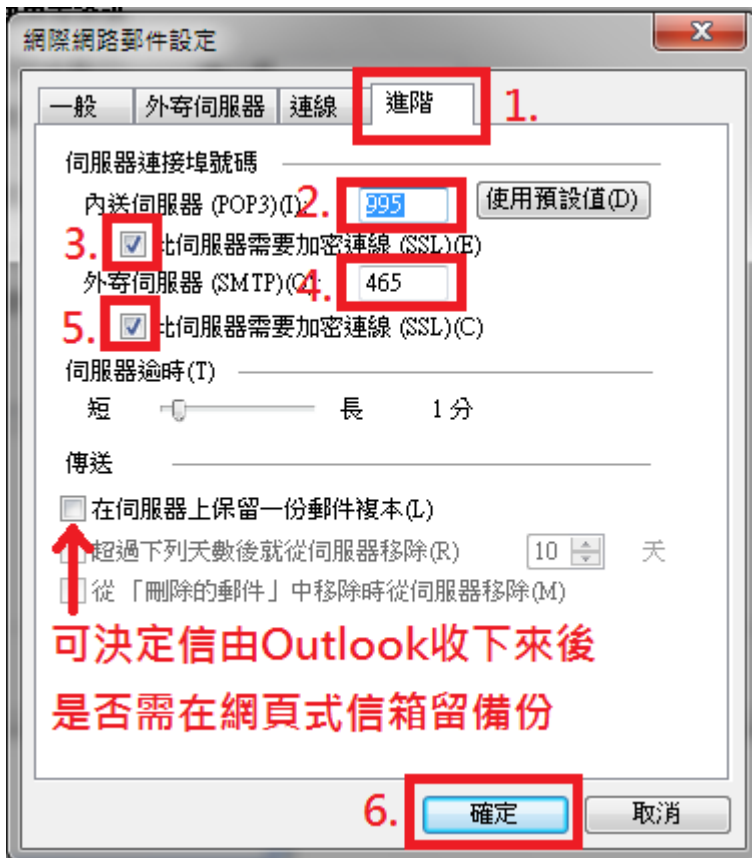 網際網路郵件設定
一般 外寄伺服器 連線 進階 1.
伺服器連接埠號碼
內送伺服器 (POP3)(I): 2. 995 使用預設值(D)
3. 此伺服器需要加密連線 (SSL)(E)
外寄伺服器 (SMTP)(O): 4. 465
5. 此伺服器需要加密連線 (SSL)(C)
伺服器逾時(T)
短 長 1 分
傳送
在伺服器上保留一份郵件複本(L)
超過下列天數後就從伺服器移除(R) 10 天
從「刪除的郵件」中移除時從伺服器移除(M)
可決定信由Outlook收下來後
是否需在網頁式信箱留備份
6. 確定 取消